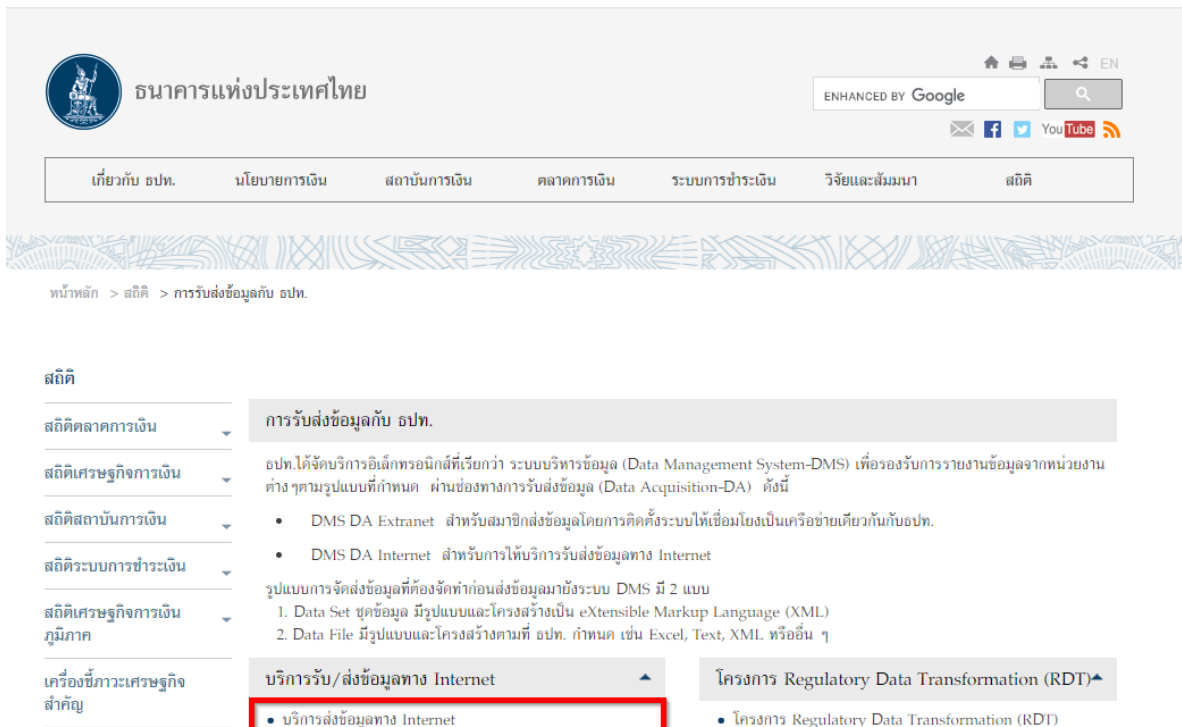 EN
ธนาคารแห่งประเทศไทย
ENHANCED BY Google
You Tube
เกี่ยวกับ ธปท. นโยบายการเงิน สถาบันการเงิน ตลาดการเงิน ระบบการชำระเงิน วิจัยและสัมมนา สถิติ
หน้าหลัก > สถิติ > การรับส่งข้อมูลกับ ธปท.
สถิติ
สถิติตลาดการเงิน
สถิติเศรษฐกิจการเงิน
สถิติสถาบันการเงิน
สถิติระบบการชำระเงิน
สถิติเศรษฐกิจการเงิน
ภูมิภาค
เครื่องชี้ภาวะเศรษฐกิจ
สำคัญ
การรับส่งข้อมูลกับ ธปท.
ธปท.ได้จัดบริการอิเล็กทรอนิกส์ที่เรียกว่า ระบบบริหารข้อมูล (Data Management System-DMS) เพื่อรองรับการรายงานข้อมูลจากหน่วยงาน
ต่าง ๆตามรูปแบบที่กำหนด ผ่านช่องทางการรับส่งข้อมูล (Data Acquisition-DA) ดังนี้
• DMS DA Extranet สำหรับสมาชิกส่งข้อมูลโดยการติดตั้งระบบให้เชื่อมโยงเป็นเครือข่ายเดียวกันกับธปท.
• DMS DA Internet สำหรับการให้บริการรับส่งข้อมูลทาง Internet
รูปแบบการจัดส่งข้อมูลที่ต้องจัดทำก่อนส่งข้อมูลมายังระบบ DMS มี 2 แบบ
1. Data Set ชุดข้อมูล มีรูปแบบและโครงสร้างเป็น eXtensible Markup Language (XML)
2. Data File มีรูปแบบและโครงสร้างตามที่ ธปท. กำหนด เช่น Excel, Text, XML หรืออื่น ๆ
บริการรับ/ส่งข้อมูลทาง Internet
• บริการส่งข้อมูลทาง Internet
โครงการ Regulatory Data Transformation (RDT)
• โครงการ Regulatory Data Transformation (RDT)